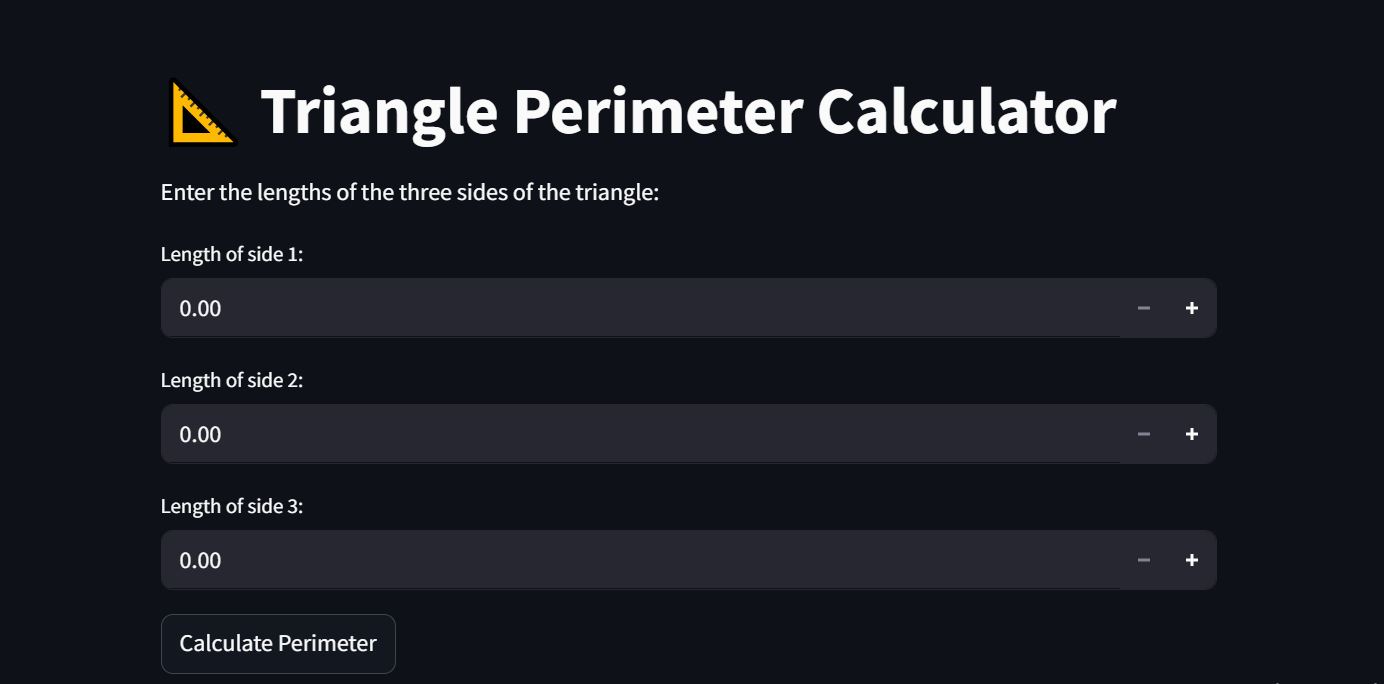 Triangle Perimeter Calculator
Enter the lengths of the three sides of the triangle:
Length of side 1:
0.00
Length of side 2:
0.00
Length of side 3:
0.00
Calculate Perimeter